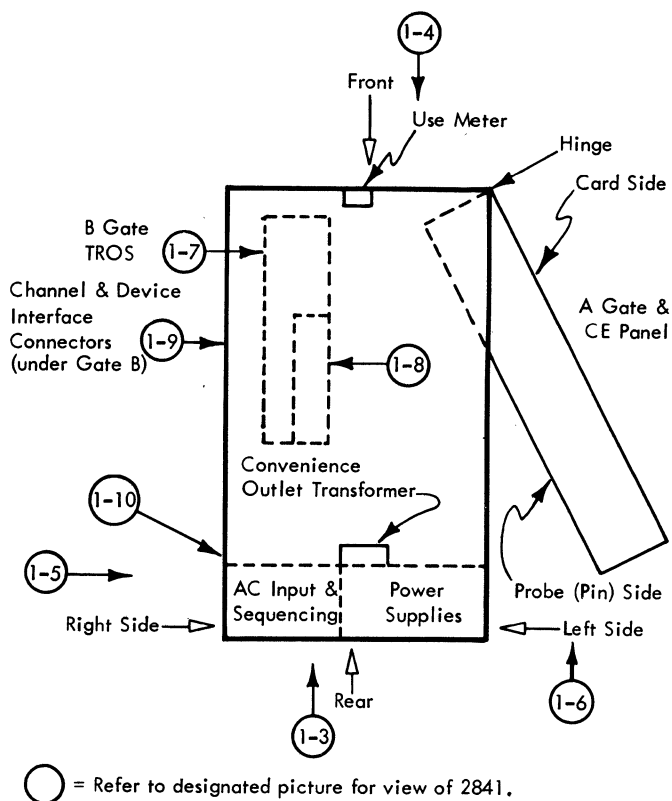 1-4
Front
Use Meter
Hinge
Card Side
B Gate
TROS
1-7
A Gate &
CE Panel
Channel & Device
Interface
Connectors
(under Gate B)
1-9
1-8
Convenience
Outlet Transformer
1-10
1-5
AC Input &
Sequencing
Power
Supplies
Probe (Pin) Side
Right Side
Left Side
Rear
1-3
1-6
= Refer to designated picture for view of 2841.